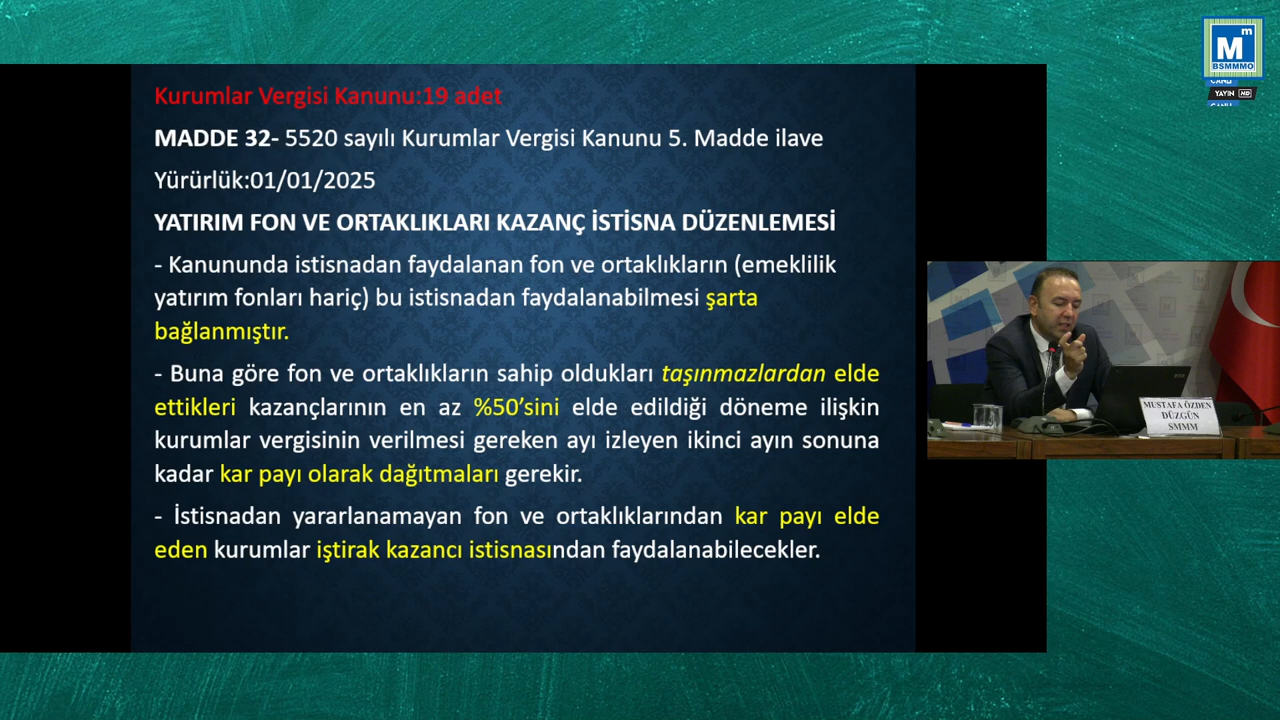 Kurumlar Vergisi Kanunu:19 adet
MADDE 32- 5520 sayılı Kurumlar Vergisi Kanunu 5. Madde ilave
Yürürlük:01/01/2025
YATIRIM FON VE ORTAKLIKLARI KAZANÇ İSTİSNA DÜZENLEMESİ
- Kanununda istisnadan faydalanan fon ve ortaklıkların (emeklilik
yatırım fonları hariç) bu istisnadan faydalanabilmesi şarta
bağlanmıştır.
- Buna göre fon ve ortaklıkların sahip oldukları taşınmazlardan elde
ettikleri kazançlarının en az %50’sini elde edildiği döneme ilişkin
kurumlar vergisinin verilmesi gereken ayı izleyen ikinci ayın sonuna
kadar kar payı olarak dağıtmaları gerekir.
- İstisnadan yararlanamayan fon ve ortaklıklarından kar payı elde
eden kurumlar iştirak kazancı istisnasından faydalanabilecekler.
Mm
BSMMMO
CANLI
YAYIN HD
CANLI
MUSTAFA ÖZDEN
DÜZGÜN
SMMM